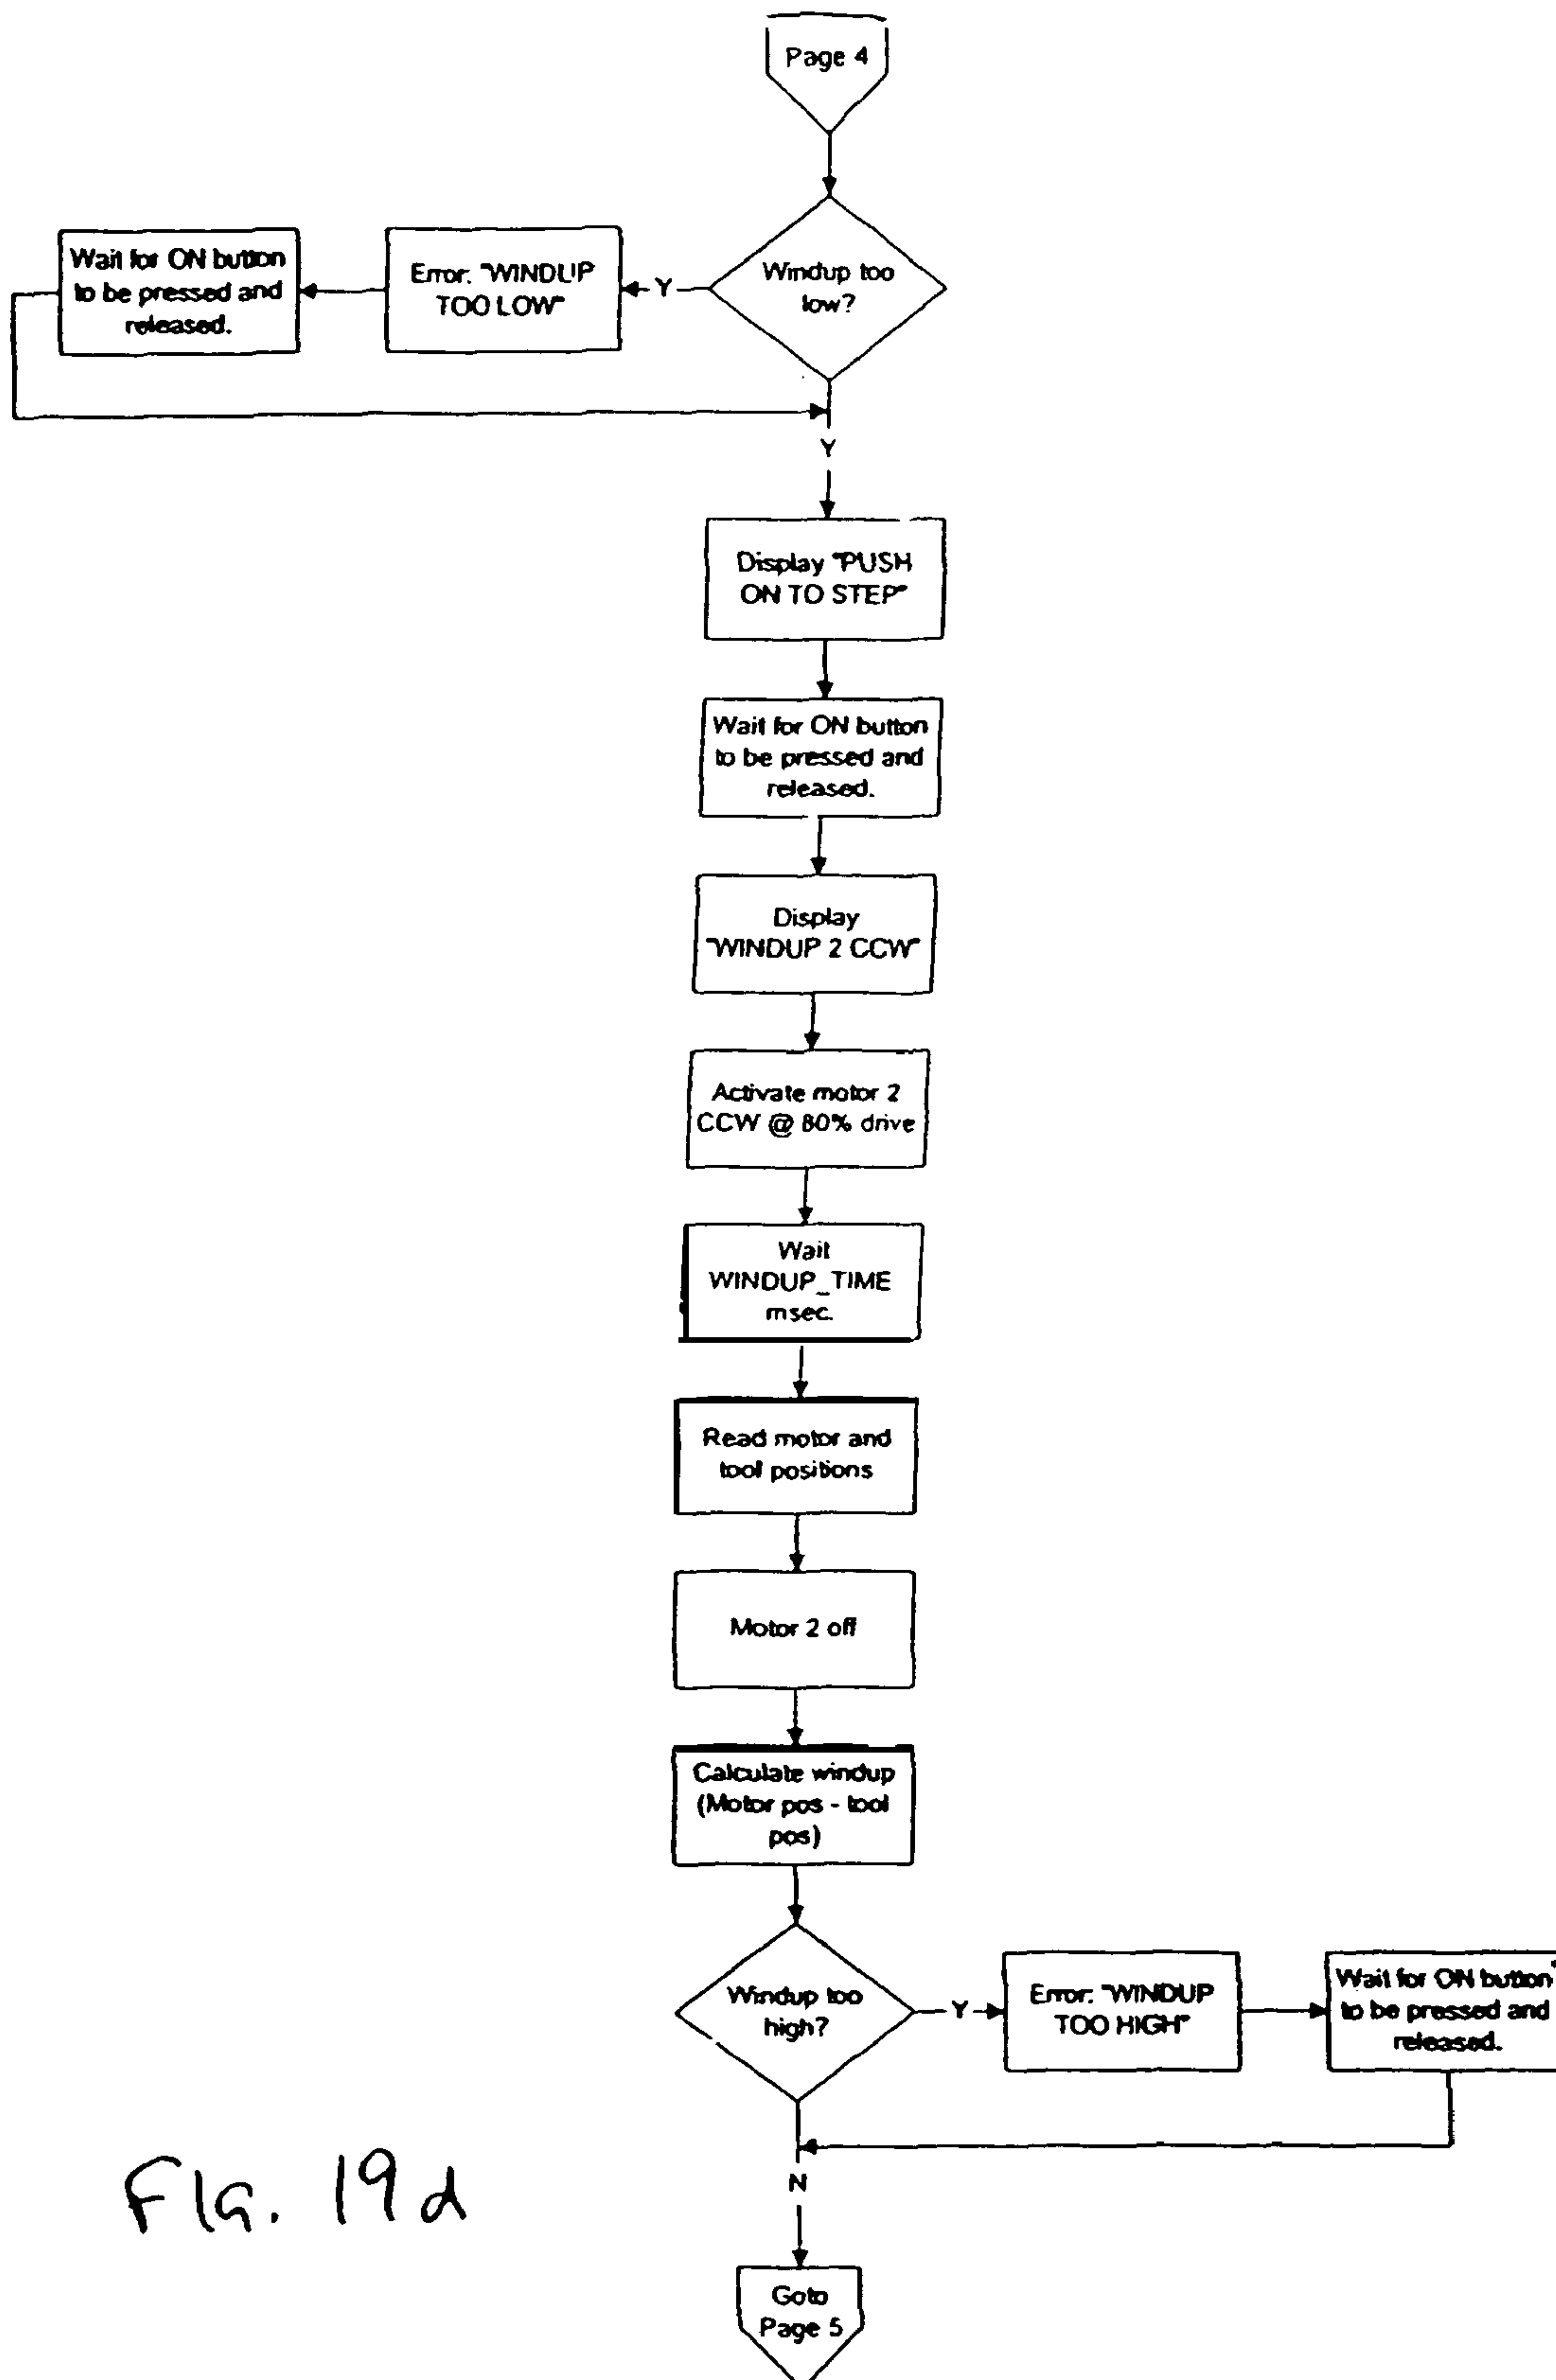 Page 4
Windup too
low?
Y
Error: "WINDUP
TOO LOW"
Wait for ON button
to be pressed and
released.
Y
Display "PUSH
ON TO STEP"
Wait for ON button
to be pressed and
released.
Display
"WINDUP 2 CCW"
Activate motor 2
CCW @ 80% drive
Wait
WINDUP_TIME
msec.
Read motor and
tool positions
Motor 2 off
Calculate windup
(Motor pos - tool
pos)
Windup too
high?
Y
Error: "WINDUP
TOO HIGH"
Wait for ON button
to be pressed and
released.
N
Goto
Page 5
FIG. 19d